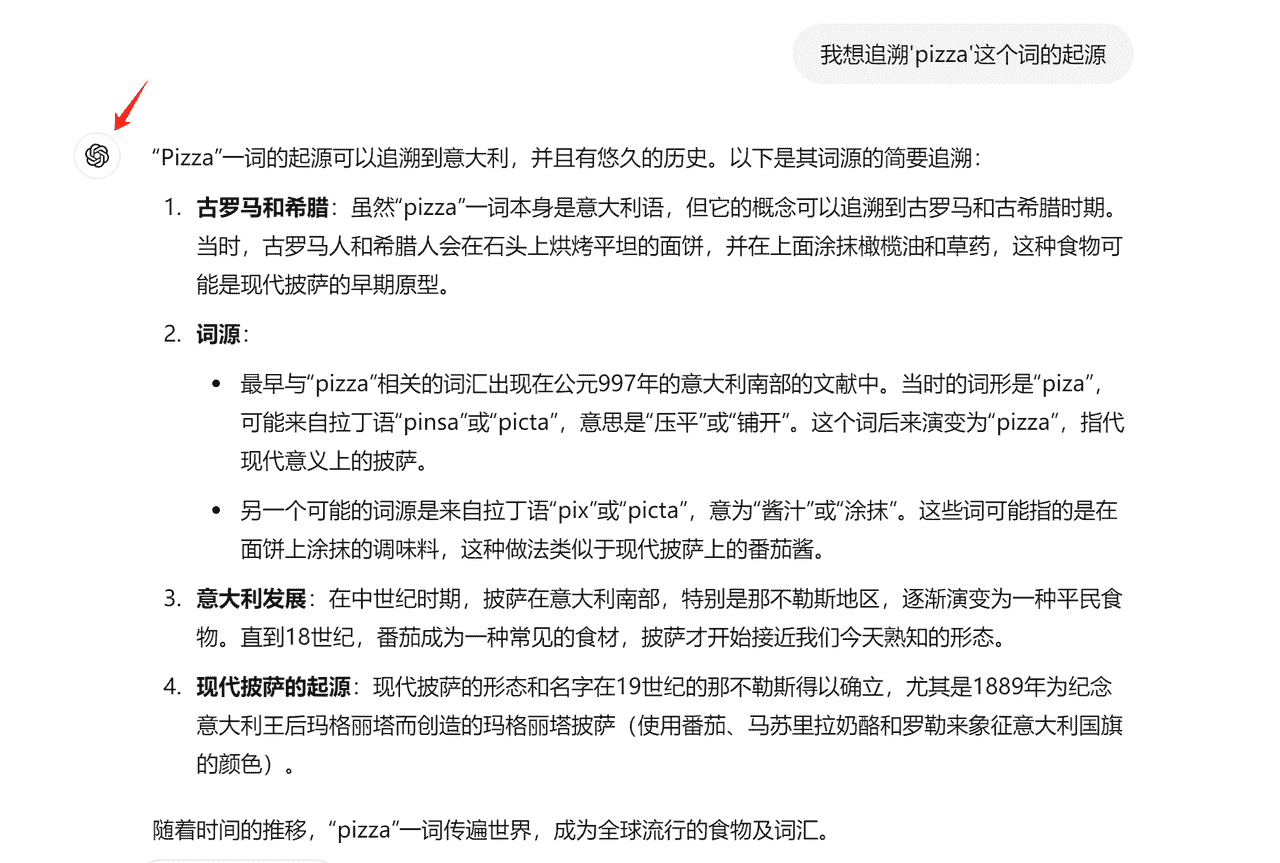 我想追溯'pizza'这个词的起源
“Pizza”一词的起源可以追溯到意大利，并且有悠久的历史。以下是其词源的简要追溯：
1. 古罗马和希腊：虽然“pizza”一词本身是意大利语，但它的概念可以追溯到古罗马和古希腊时期。
当时，古罗马人和希腊人会在石头上烘烤平坦的面饼，并在上面涂抹橄榄油和草药，这种食物可
能是现代披萨的早期原型。
2. 词源：
• 最早与“pizza”相关的词汇出现在公元997年的意大利南部的文献中。当时的词形是“piza”，
可能来自拉丁语“pinsa”或“picta”，意思是“压平”或“铺开”。这个词后来演变为“pizza”，指代
现代意义上的披萨。
• 另一个可能的词源是来自拉丁语“pix”或“picta”，意为“酱汁”或“涂抹”。这些词可能指的是在
面饼上涂抹的调味料，这种做法类似于现代披萨上的番茄酱。
3. 意大利发展：在中世纪时期，披萨在意大利南部，特别是那不勒斯地区，逐渐演变为一种平民食
物。直到18世纪，番茄成为一种常见的食材，披萨才开始接近我们今天熟知的形态。
4. 现代披萨的起源：现代披萨的形态和名字在19世纪的那不勒斯得以确立，尤其是1889年为纪念
意大利王后玛格丽塔而创造的玛格丽塔披萨（使用番茄、马苏里拉奶酪和罗勒来象征意大利国旗
的颜色）。
随着时间的推移，“pizza”一词传遍世界，成为全球流行的食物及词汇。